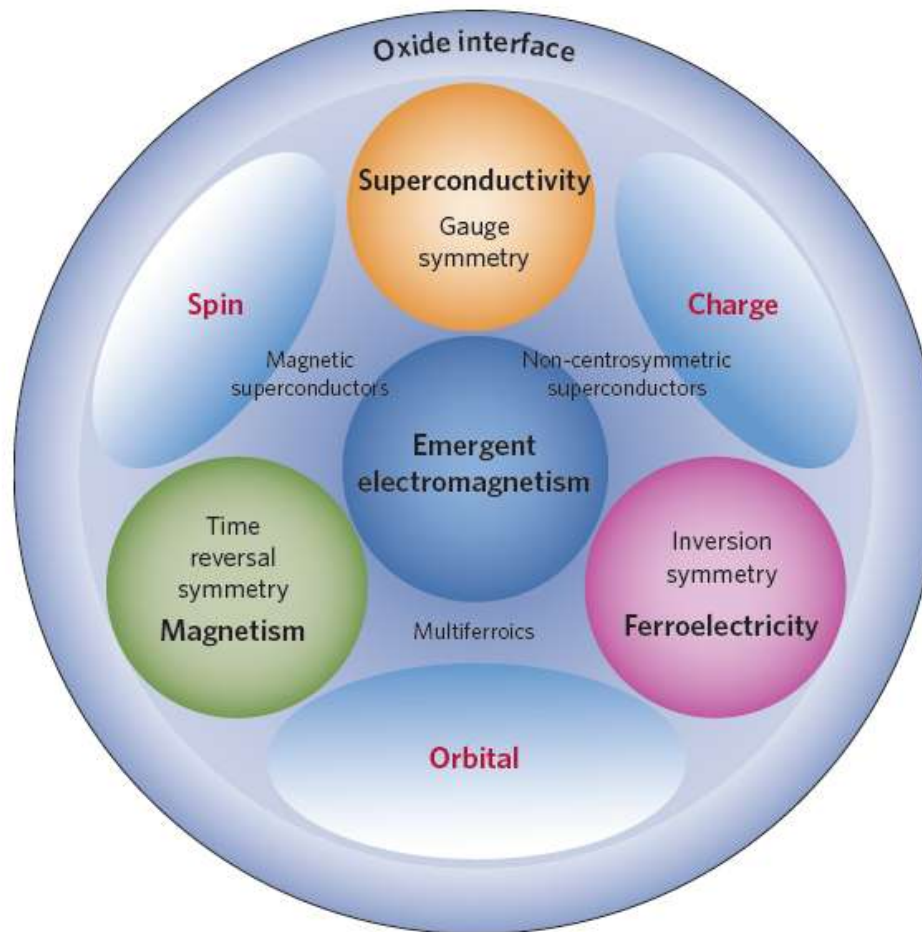 Oxide interface
Superconductivity
Gauge
symmetry
Spin
Charge
Magnetic
superconductors
Non-centrosymmetric
superconductors
Emergent
electromagnetism
Time
reversal
symmetry
Magnetism
Inversion
symmetry
Ferroelectricity
Multiferroics
Orbital